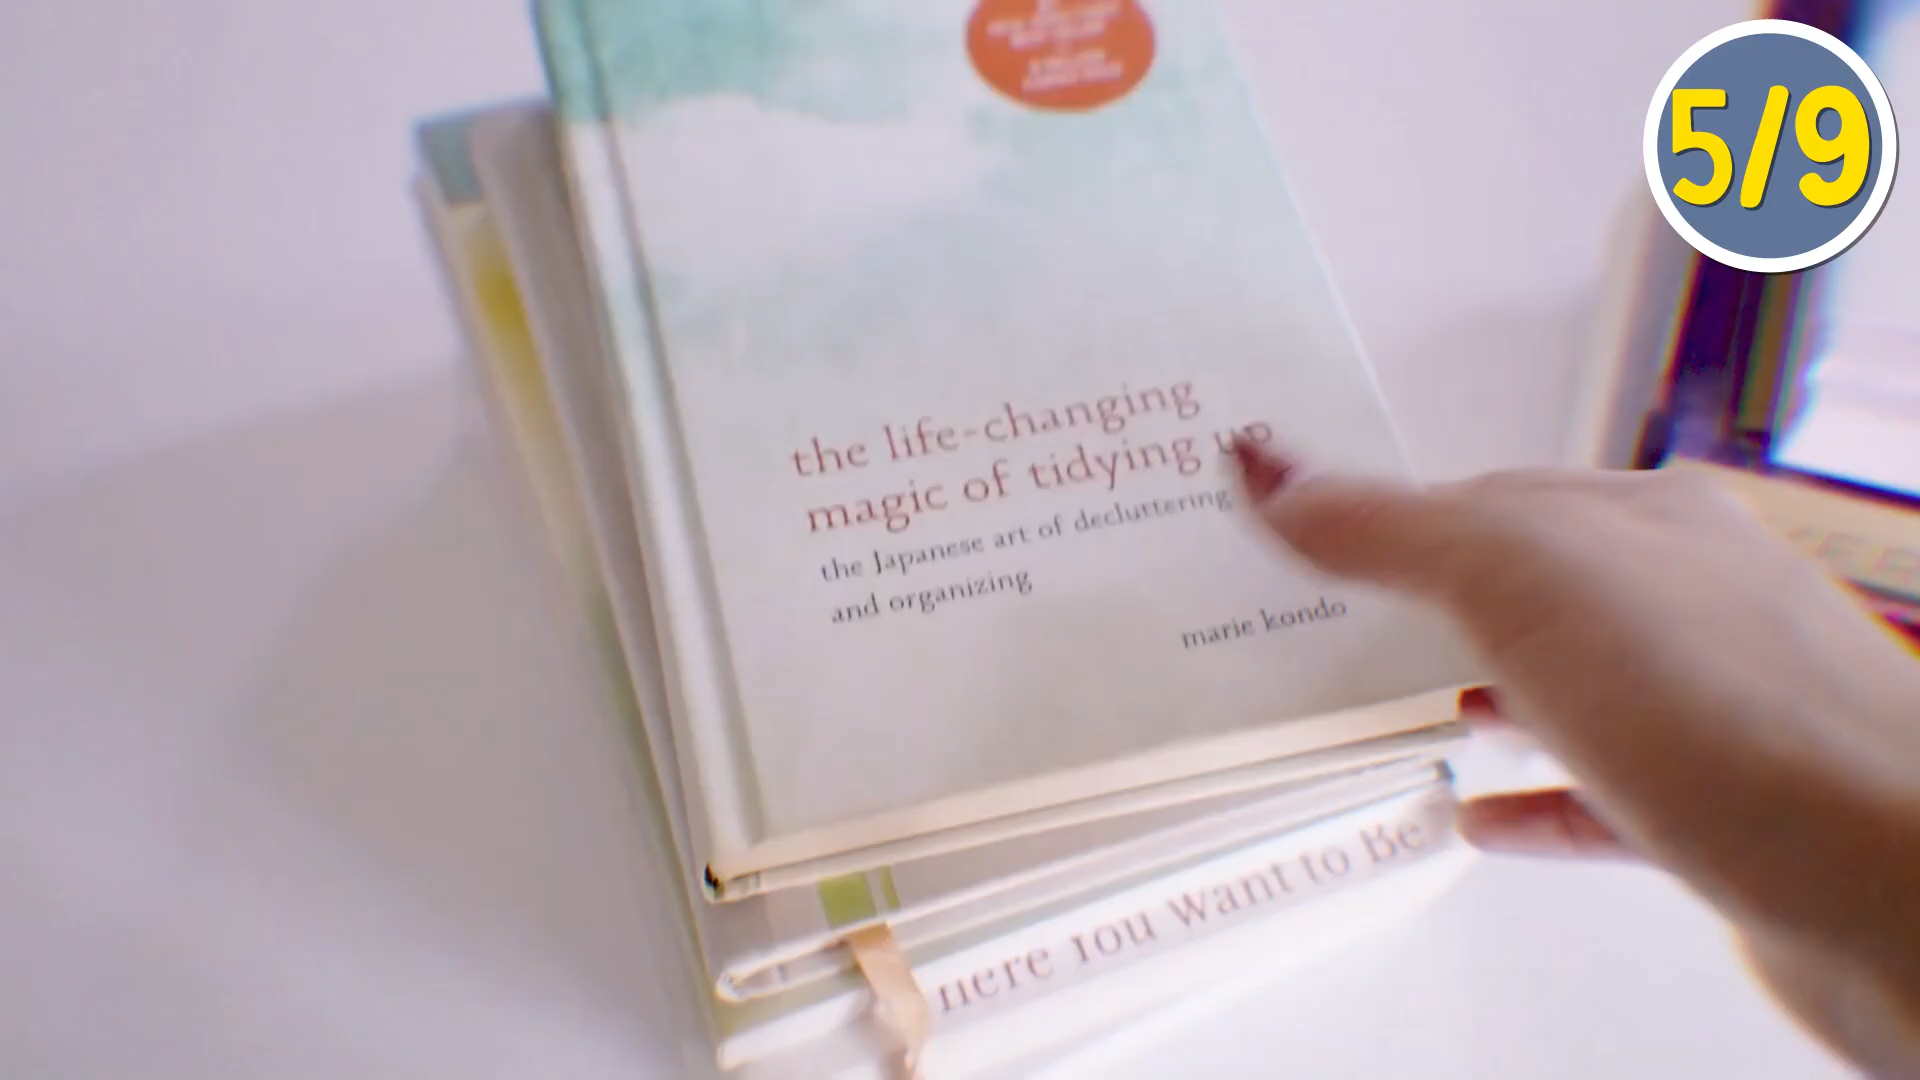 5/9
the life-changing
magic of tidying up
the Japanese art of decluttering
and organizing
marie kondo
You Want to Be